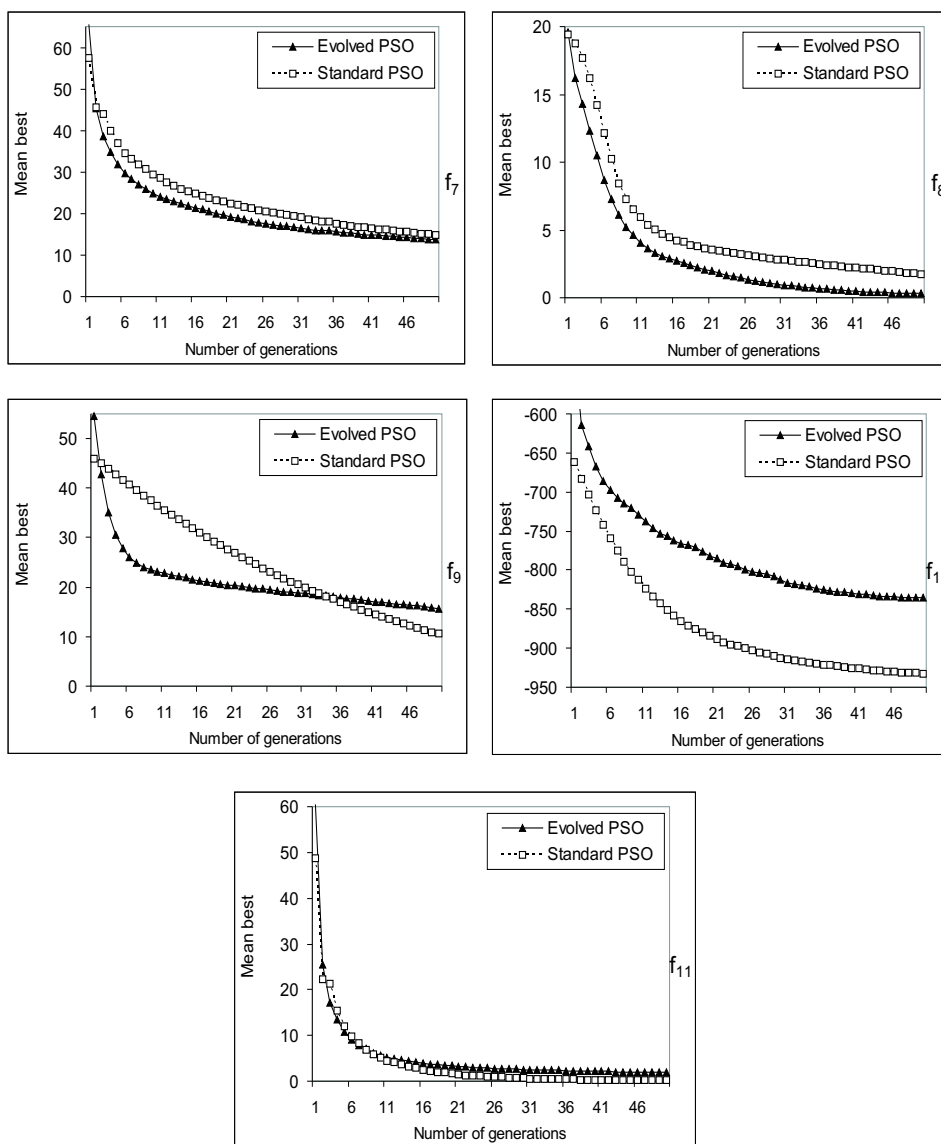 Evolved PSO
Standard PSO
Mean best
60
50
40
30
20
10
0
1 6 11 16 21 26 31 36 41 46
Number of generations
f7
Evolved PSO
Standard PSO
Mean best
20
15
10
5
0
1 6 11 16 21 26 31 36 41 46
Number of generations
f8
Evolved PSO
Standard PSO
Mean best
50
40
30
20
10
0
1 6 11 16 21 26 31 36 41 46
Number of generations
f9
Evolved PSO
Standard PSO
Mean best
-600
-650
-700
-750
-800
-850
-900
-950
1 6 11 16 21 26 31 36 41 46
Number of generations
f1
Evolved PSO
Standard PSO
Mean best
60
50
40
30
20
10
0
1 6 11 16 21 26 31 36 41 46
Number of generations
f11